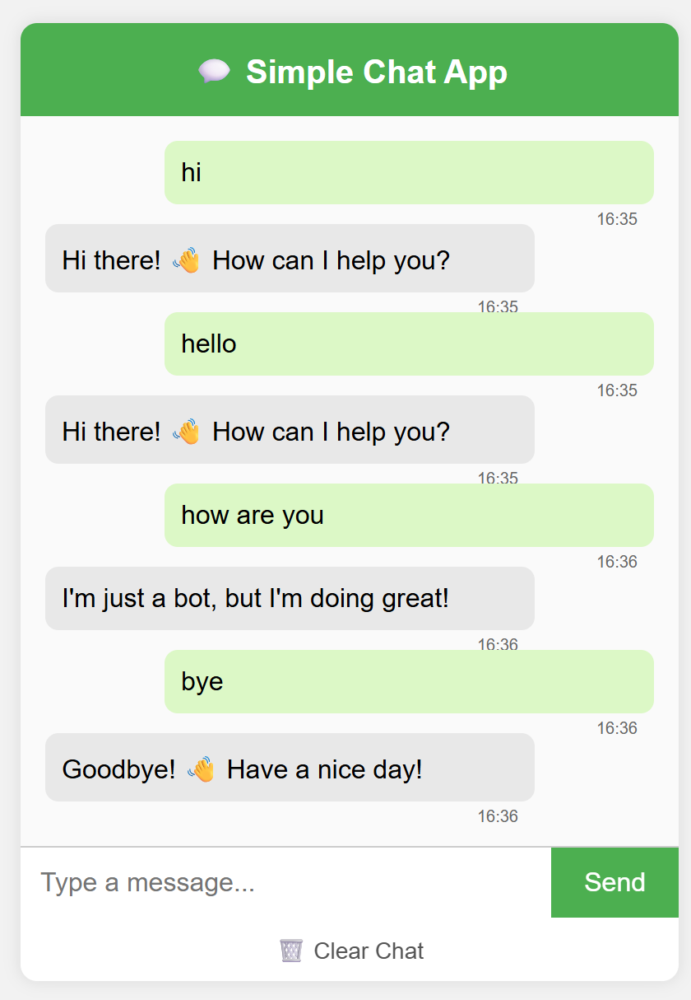 💬 Simple Chat App
hi
16:35
Hi there! 👋 How can I help you?
16:35
hello
16:35
Hi there! 👋 How can I help you?
16:35
how are you
16:36
I'm just a bot, but I'm doing great!
16:36
bye
16:36
Goodbye! 👋 Have a nice day!
16:36
Type a message...
Send
🗑 Clear Chat